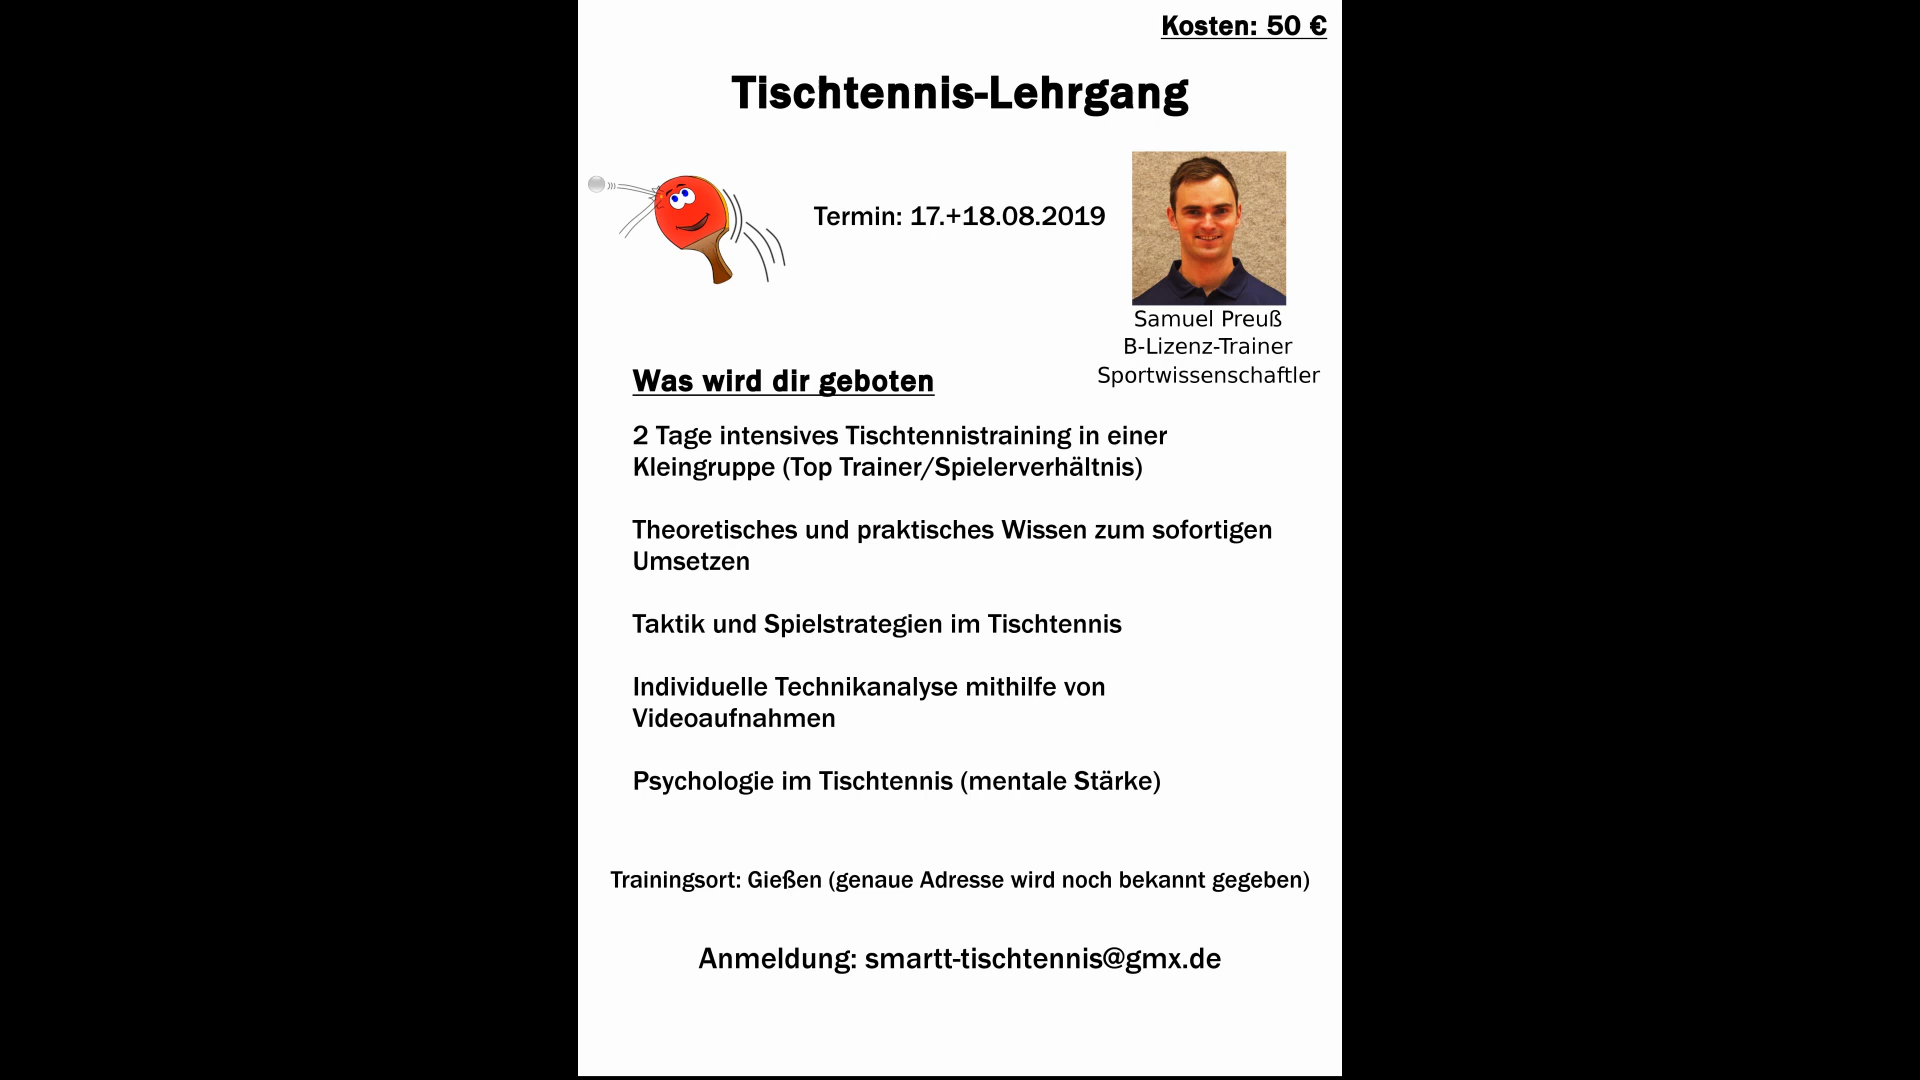 Kosten: 50 €
Tischtennis-Lehrgang
Termin: 17.+18.08.2019
Samuel Preuß
B-Lizenz-Trainer
Sportwissenschaftler
Was wird dir geboten
2 Tage intensives Tischtennistraining in einer
Kleingruppe (Top Trainer/Spielerverhältnis)
Theoretisches und praktisches Wissen zum sofortigen
Umsetzen
Taktik und Spielstrategien im Tischtennis
Individuelle Technikanalyse mithilfe von
Videoaufnahmen
Psychologie im Tischtennis (mentale Stärke)
Trainingsort: Gießen (genaue Adresse wird noch bekannt gegeben)
Anmeldung: smartt-tischtennis@gmx.de